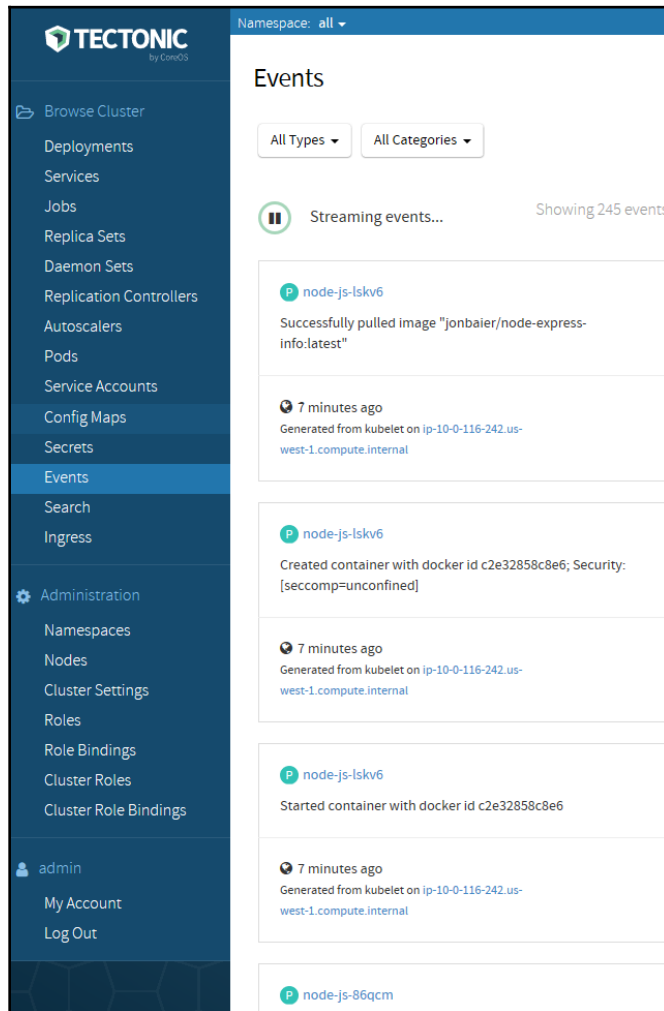 TECTONIC
by CoreOS
Browse Cluster
Deployments
Services
Jobs
Replica Sets
Daemon Sets
Replication Controllers
Autoscalers
Pods
Service Accounts
Config Maps
Secrets
Events
Search
Ingress
Administration
Namespaces
Nodes
Cluster Settings
Roles
Role Bindings
Cluster Roles
Cluster Role Bindings
admin
My Account
Log Out
Namespace: all
Events
All Types
All Categories
Streaming events...
Showing 245 events
P node-js-lskv6
Successfully pulled image "jonbaier/node-express-
info:latest"
7 minutes ago
Generated from kubelet on ip-10-0-116-242.us-
west-1.compute.internal
P node-js-lskv6
Created container with docker id c2e32858c8e6; Security:
[seccomp=unconfined]
7 minutes ago
Generated from kubelet on ip-10-0-116-242.us-
west-1.compute.internal
P node-js-lskv6
Started container with docker id c2e32858c8e6
7 minutes ago
Generated from kubelet on ip-10-0-116-242.us-
west-1.compute.internal
P node-js-86qcm